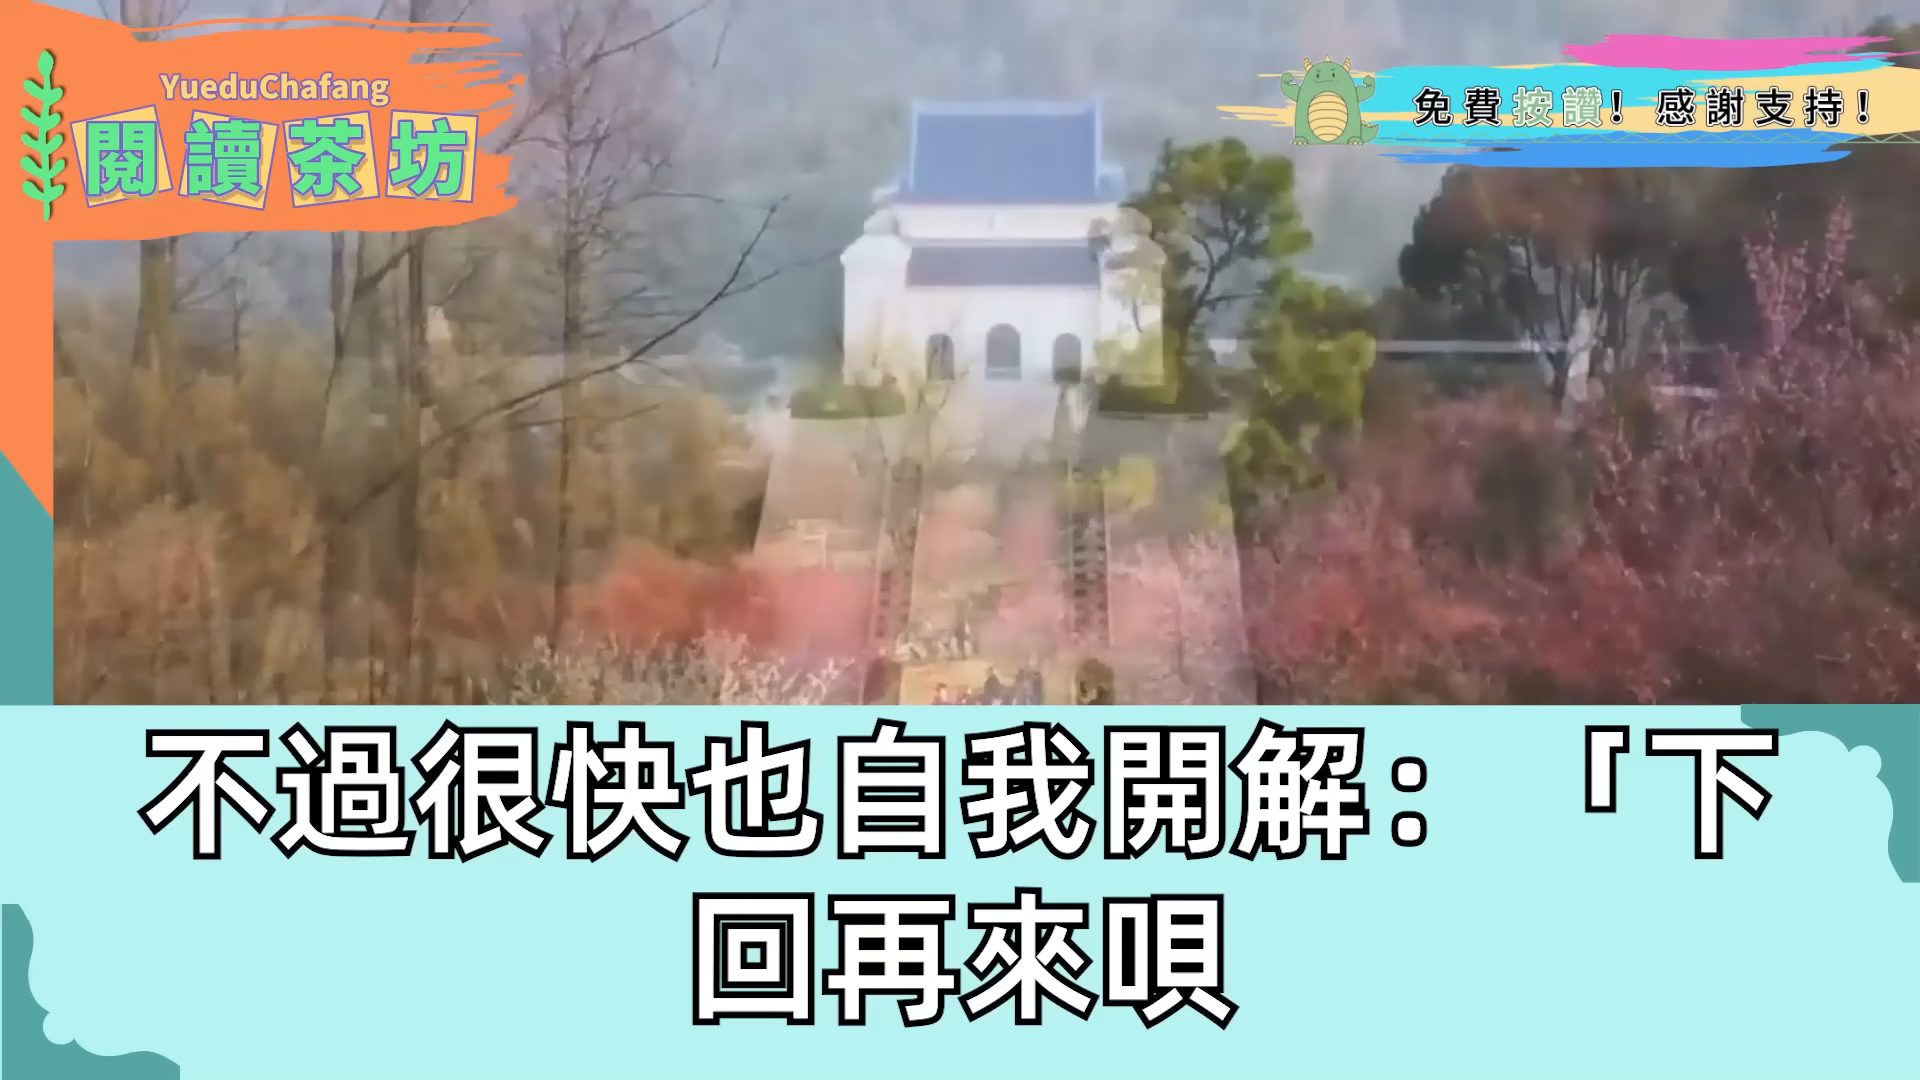 YueduChafang
閱讀茶坊
免費按讚！感謝支持！
不過很快也自我開解：「下
回再來唄